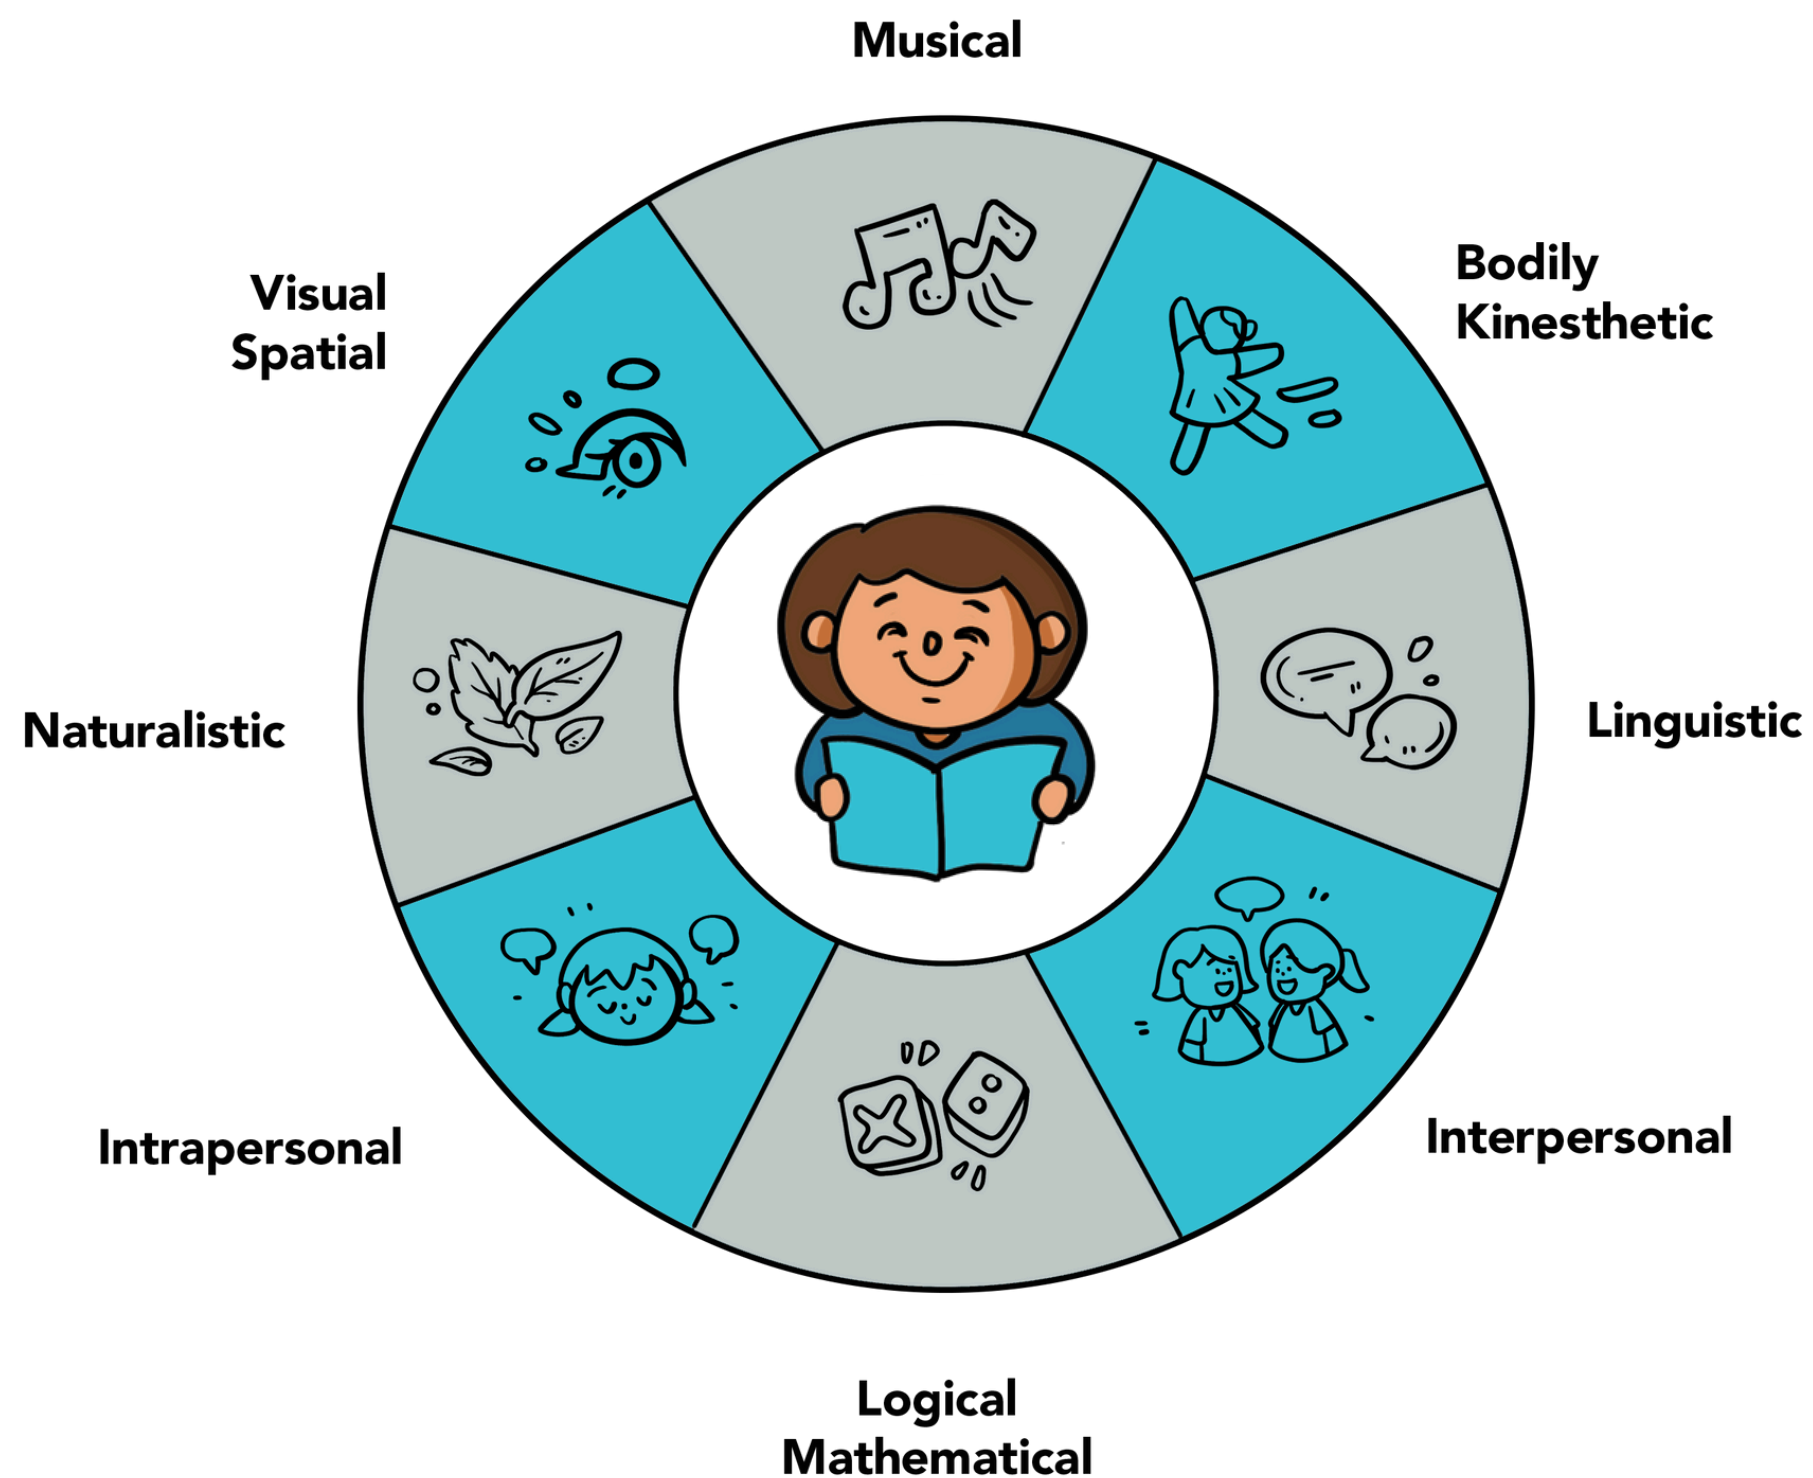 Musical
Bodily
Kinesthetic
Visual
Spatial
Linguistic
Naturalistic
Interpersonal
Intrapersonal
Logical
Mathematical